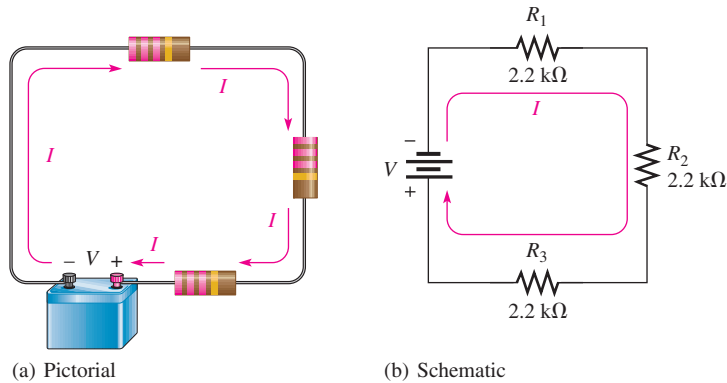 I
I
I
I
− V +
(a) Pictorial
R1
2.2 kΩ
I
−
V
+
R2
2.2 kΩ
R3
2.2 kΩ
(b) Schematic